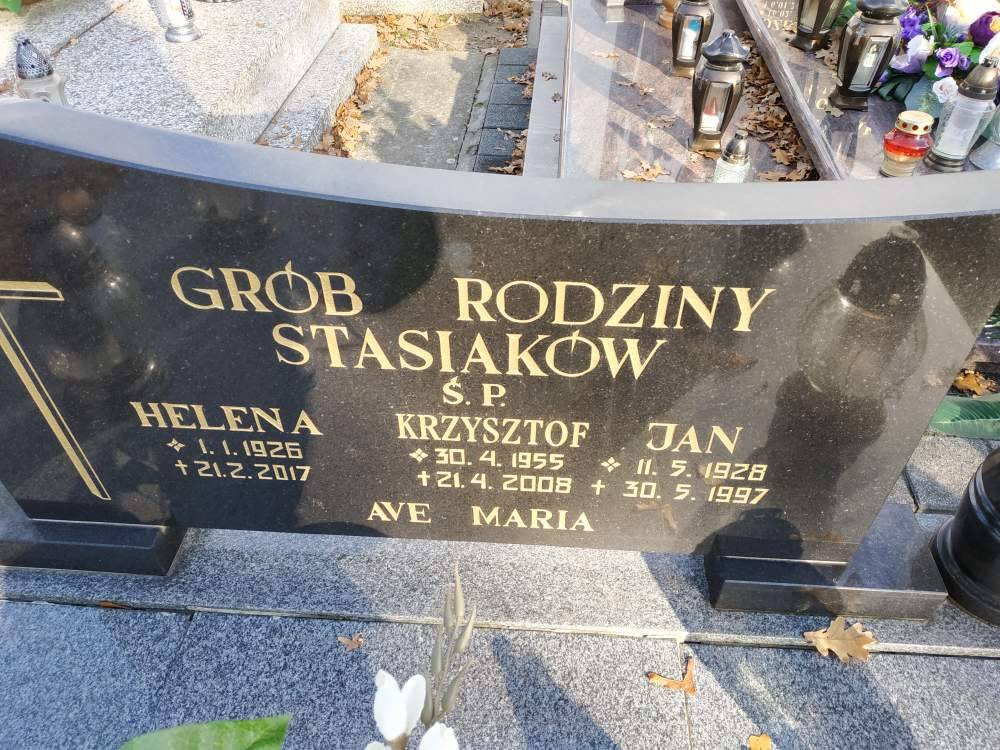 GRÓB RODZINY
STASIAKÓW
Ś. P.
HELENA
1. 1. 1926
† 21. 2. 2017
KRZYSZTOF
30. 4. 1955
† 21. 4. 2008
JAN
11. 5. 1928
† 30. 5. 1997
AVE MARIA